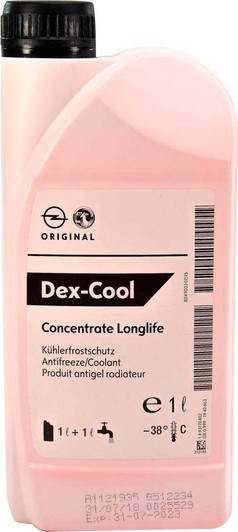 ORIGINAL
Dex-Cool
Concentrate Longlife
Kühlerfrostschutz
Antifreeze/Coolant
Produit antigel radiateur
℮ 1 l
1 l + 1 l
–38° C
A1121935 8512234
31/07/18 0025529
Exp 31-07-2023